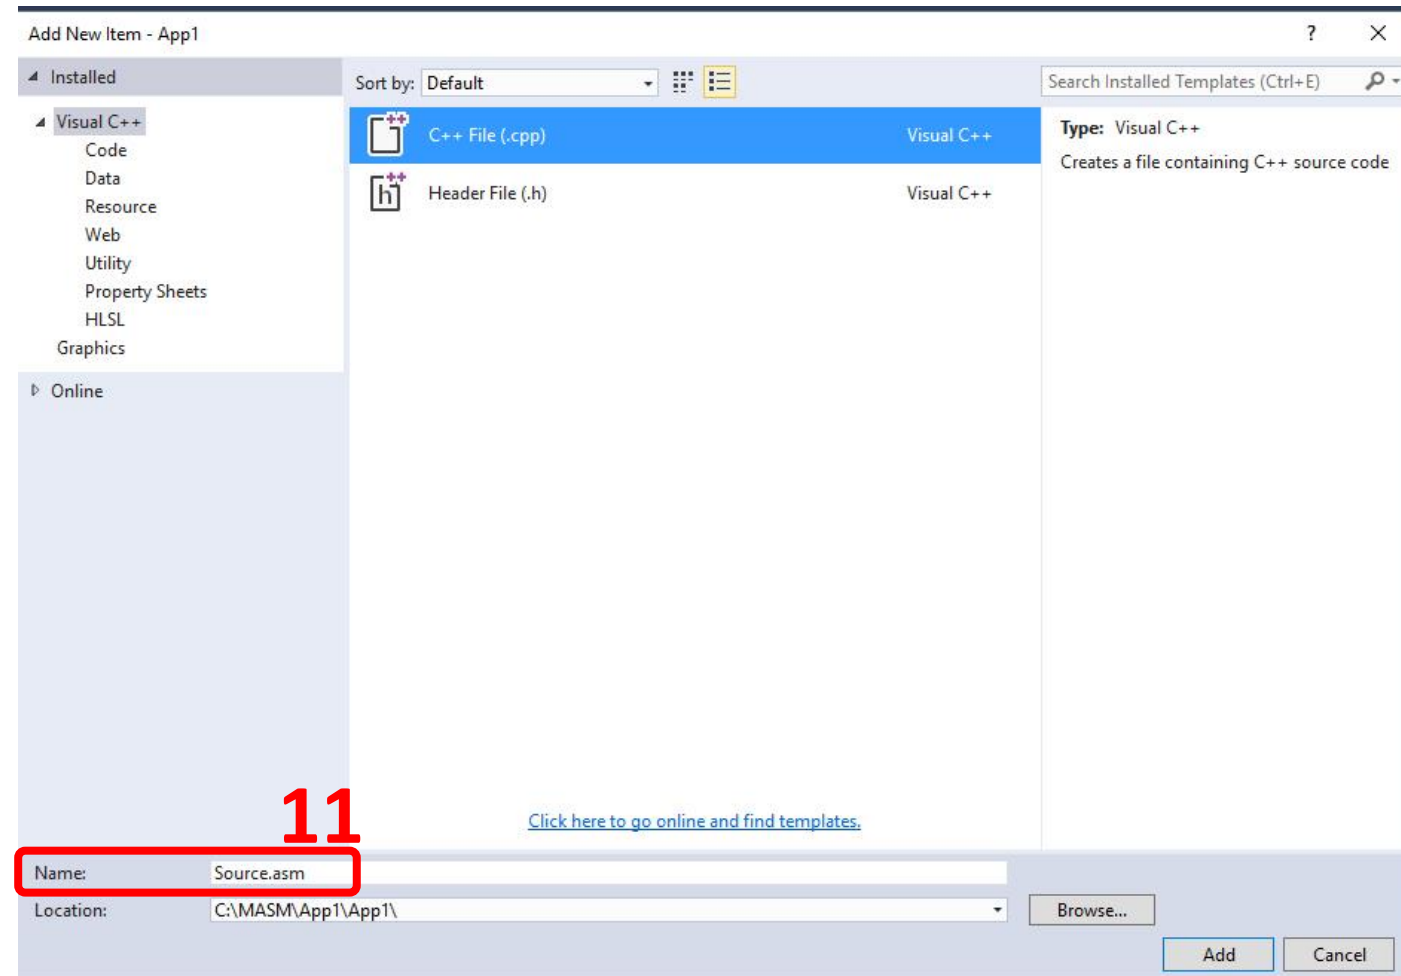 Add New Item - App1
?
Installed
Sort by: Default
Search Installed Templates (Ctrl+E)
Visual C++
Code
Data
Resource
Web
Utility
Property Sheets
HLSL
Graphics
Online
C++ File (.cpp) Visual C++
Header File (.h) Visual C++
Type: Visual C++
Creates a file containing C++ source code
Click here to go online and find templates.
11
Name: Source.asm
Location: C:\MASM\App1\App1\ Browse...
Add Cancel